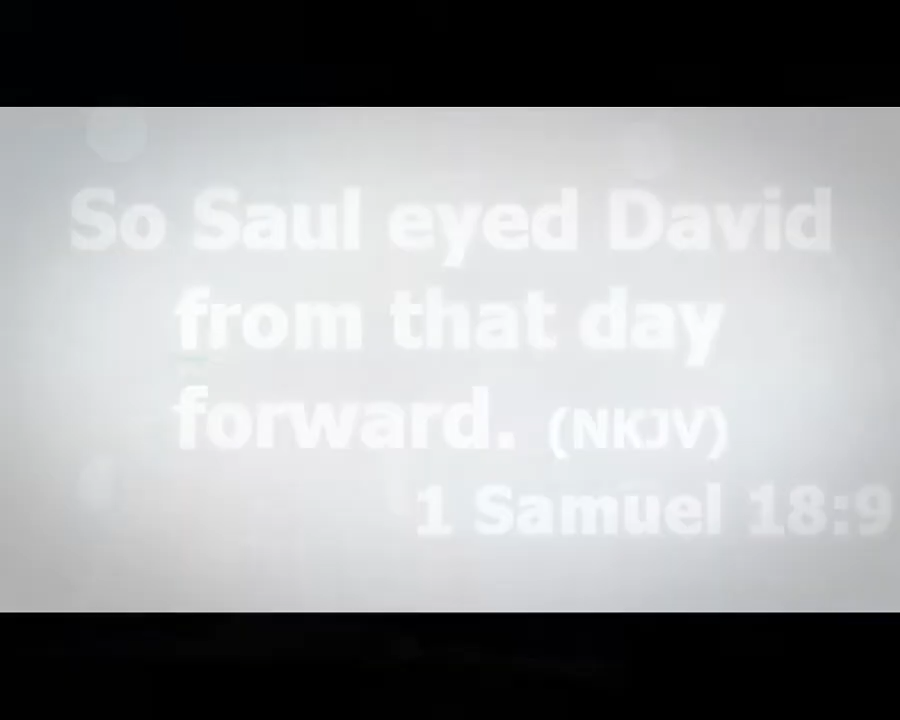 So Saul eyed David
from that day
forward. (NKJV)
1 Samuel 18:9